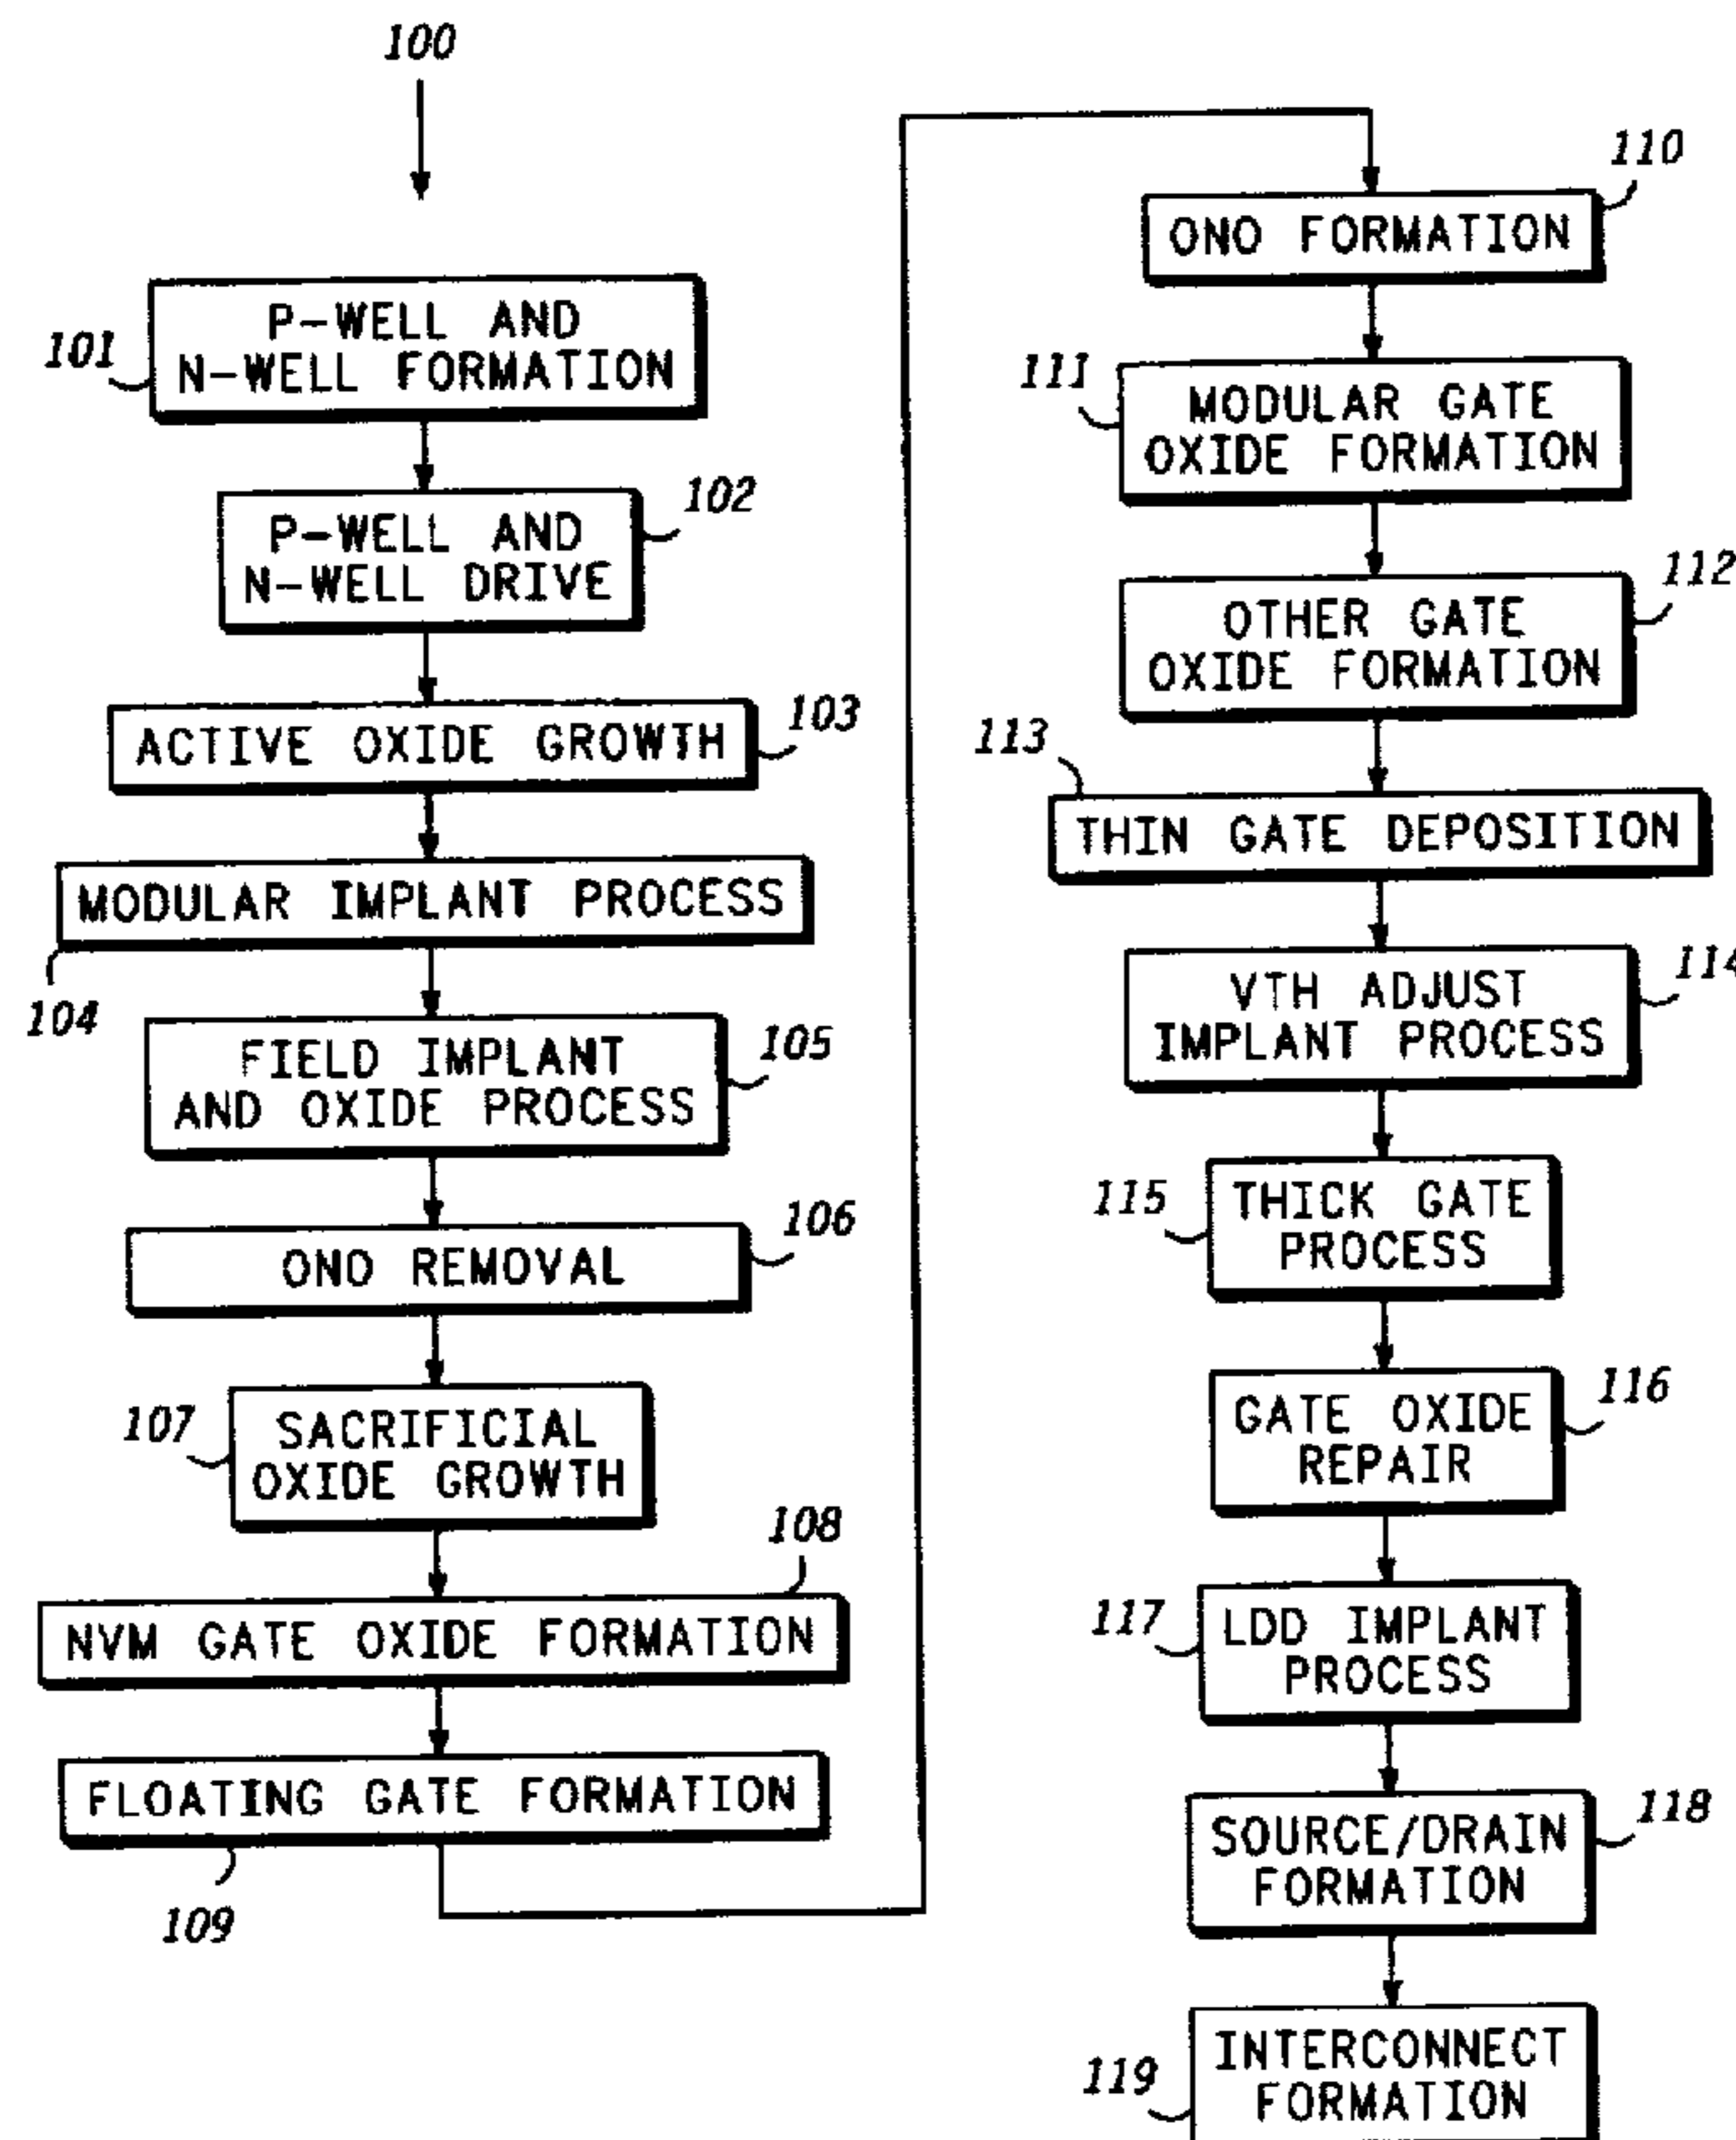 100
101
P-WELL AND
N-WELL FORMATION
102
P-WELL AND
N-WELL DRIVE
103
ACTIVE OXIDE GROWTH
MODULAR IMPLANT PROCESS
104
105
FIELD IMPLANT
AND OXIDE PROCESS
106
ONO REMOVAL
107
SACRIFICIAL
OXIDE GROWTH
108
NVM GATE OXIDE FORMATION
FLOATING GATE FORMATION
109
110
ONO FORMATION
111
MODULAR GATE
OXIDE FORMATION
112
OTHER GATE
OXIDE FORMATION
113
THIN GATE DEPOSITION
114
VTH ADJUST
IMPLANT PROCESS
115
THICK GATE
PROCESS
116
GATE OXIDE
REPAIR
117
LDD IMPLANT
PROCESS
118
SOURCE/DRAIN
FORMATION
119
INTERCONNECT
FORMATION